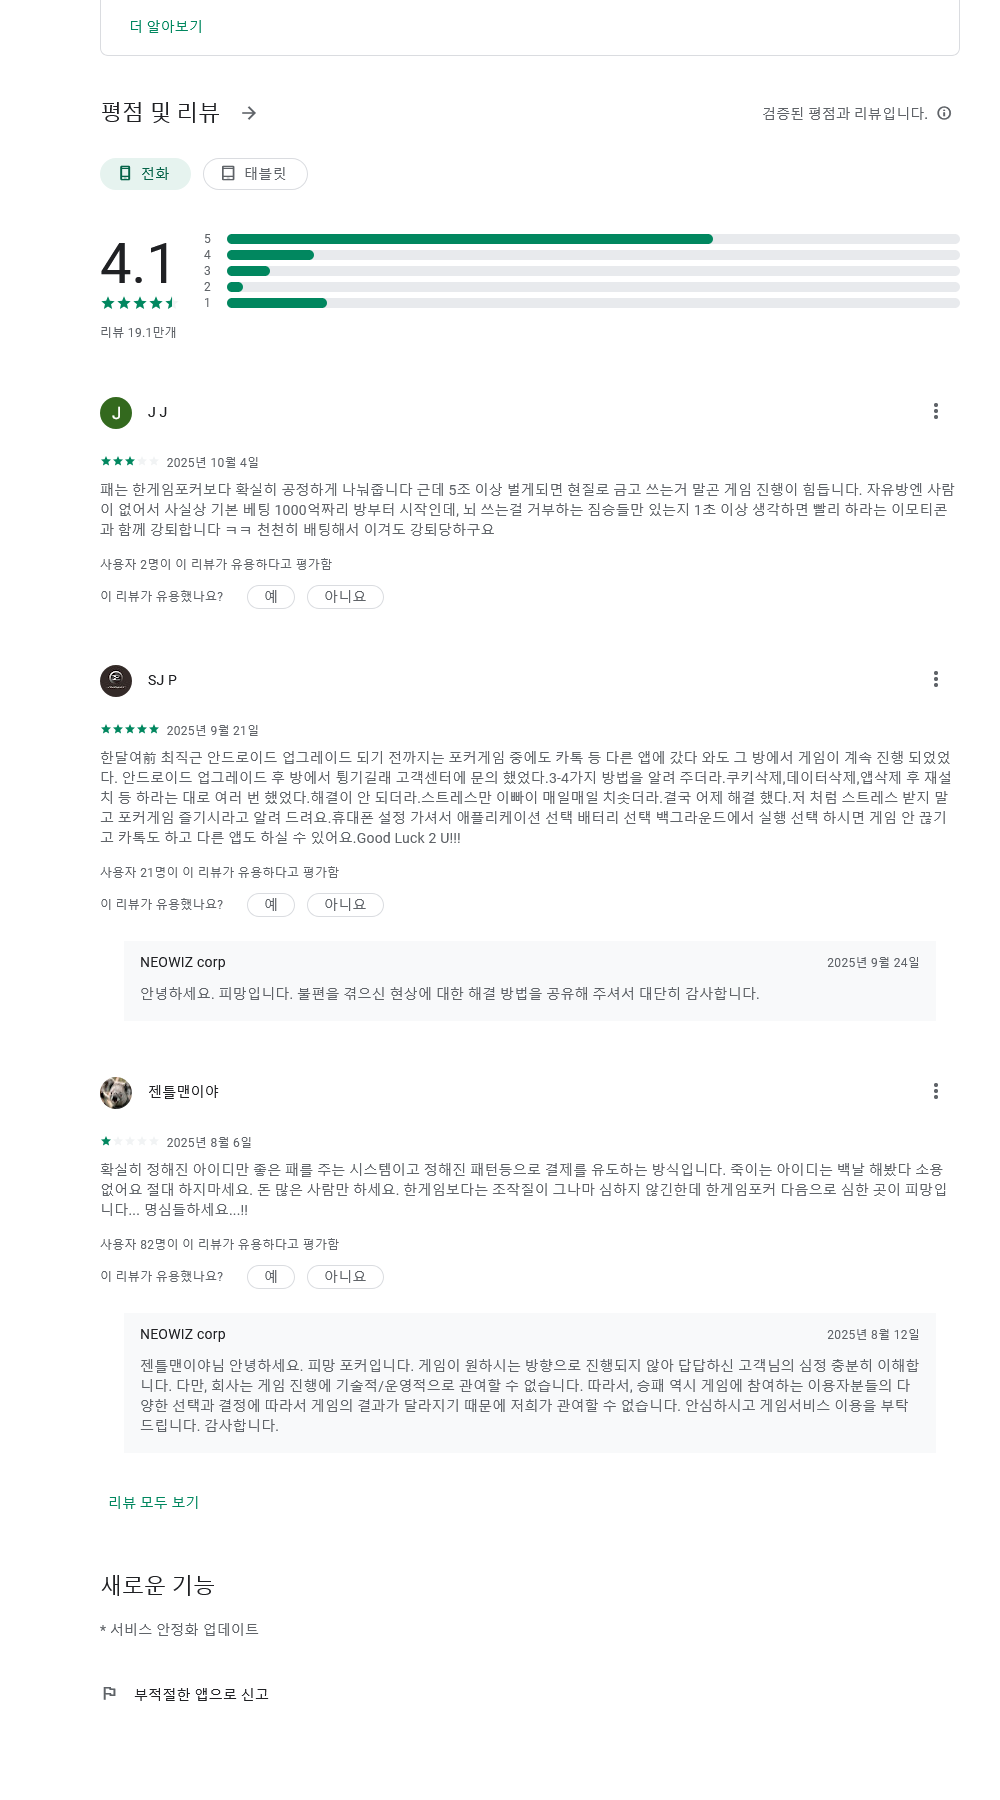 더 알아보기
평점 및 리뷰
검증된 평점과 리뷰입니다.
전화
태블릿
4.1
5
4
3
2
1
리뷰 19.1만개
J
J J
2025년 10월 4일
패는 한게임포커보다 확실히 공정하게 나눠줍니다 근데 5조 이상 벌게되면 현질로 금고 쓰는거 말곤 게임 진행이 힘듭니다. 자유방엔 사람
이 없어서 사실상 기본 베팅 1000억짜리 방부터 시작인데, 뇌 쓰는걸 거부하는 짐승들만 있는지 1초 이상 생각하면 빨리 하라는 이모티콘
과 함께 강퇴합니다 ㅋㅋ 천천히 배팅해서 이겨도 강퇴당하구요
사용자 2명이 이 리뷰가 유용하다고 평가함
이 리뷰가 유용했나요?
예
아니요
SJ P
2025년 9월 21일
한달여前 최직근 안드로이드 업그레이드 되기 전까지는 포커게임 중에도 카톡 등 다른 앱에 갔다 와도 그 방에서 게임이 계속 진행 되었었
다. 안드로이드 업그레이드 후 방에서 튕기길래 고객센터에 문의 했었다.3-4가지 방법을 알려 주더라.쿠키삭제,데이터삭제,앱삭제 후 재설
치 등 하라는 대로 여러 번 했었다.해결이 안 되더라.스트레스만 이빠이 매일매일 치솟더라.결국 어제 해결 했다.저 처럼 스트레스 받지 말
고 포커게임 즐기시라고 알려 드려요.휴대폰 설정 가셔서 애플리케이션 선택 배터리 선택 백그라운드에서 실행 선택 하시면 게임 안 끊기
고 카톡도 하고 다른 앱도 하실 수 있어요.Good Luck 2 U!!!
사용자 21명이 이 리뷰가 유용하다고 평가함
이 리뷰가 유용했나요?
예
아니요
NEOWIZ corp
2025년 9월 24일
안녕하세요. 피망입니다. 불편을 겪으신 현상에 대한 해결 방법을 공유해 주셔서 대단히 감사합니다.
젠틀맨이야
2025년 8월 6일
확실히 정해진 아이디만 좋은 패를 주는 시스템이고 정해진 패턴등으로 결제를 유도하는 방식입니다. 죽이는 아이디는 백날 해봤다 소용
없어요 절대 하지마세요. 돈 많은 사람만 하세요. 한게임보다는 조작질이 그나마 심하지 않긴한데 한게임포커 다음으로 심한 곳이 피망입
니다... 명심들하세요...!!
사용자 82명이 이 리뷰가 유용하다고 평가함
이 리뷰가 유용했나요?
예
아니요
NEOWIZ corp
2025년 8월 12일
젠틀맨이야님 안녕하세요. 피망 포커입니다. 게임이 원하시는 방향으로 진행되지 않아 답답하신 고객님의 심정 충분히 이해합
니다. 다만, 회사는 게임 진행에 기술적/운영적으로 관여할 수 없습니다. 따라서, 승패 역시 게임에 참여하는 이용자분들의 다
양한 선택과 결정에 따라서 게임의 결과가 달라지기 때문에 저희가 관여할 수 없습니다. 안심하시고 게임서비스 이용을 부탁
드립니다. 감사합니다.
리뷰 모두 보기
새로운 기능
* 서비스 안정화 업데이트
부적절한 앱으로 신고